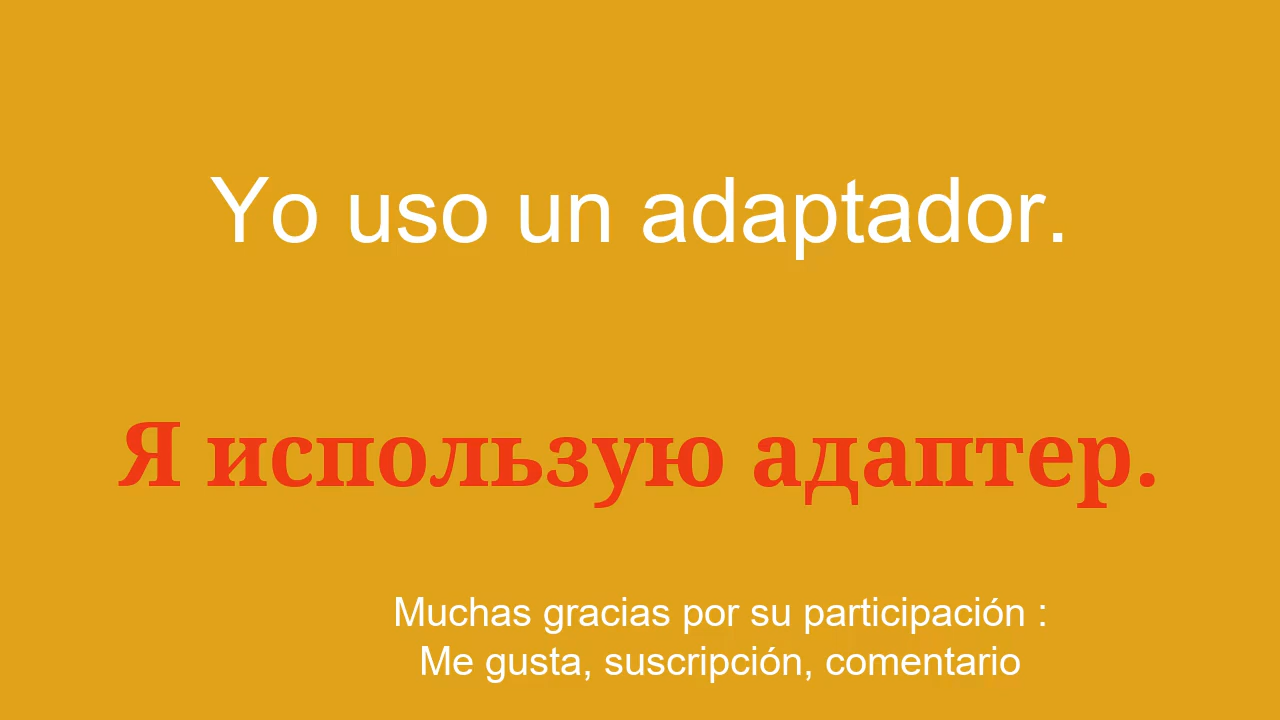 Yo uso un adaptador.
Я использую адаптер.
Muchas gracias por su participación :
Me gusta, suscripción, comentario